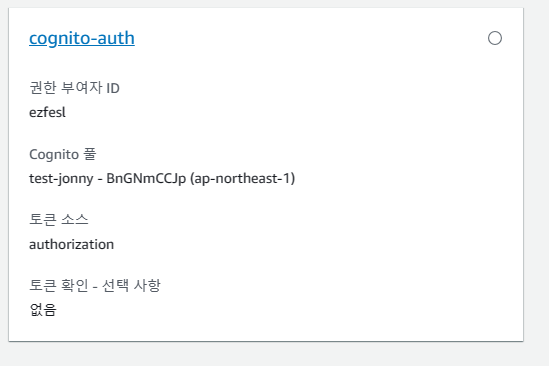 cognito-auth
권한 부여자 ID
ezfesl
Cognito 풀
test-jonny - BnGNmCCJp (ap-northeast-1)
토큰 소스
authorization
토큰 확인 - 선택 사항
없음